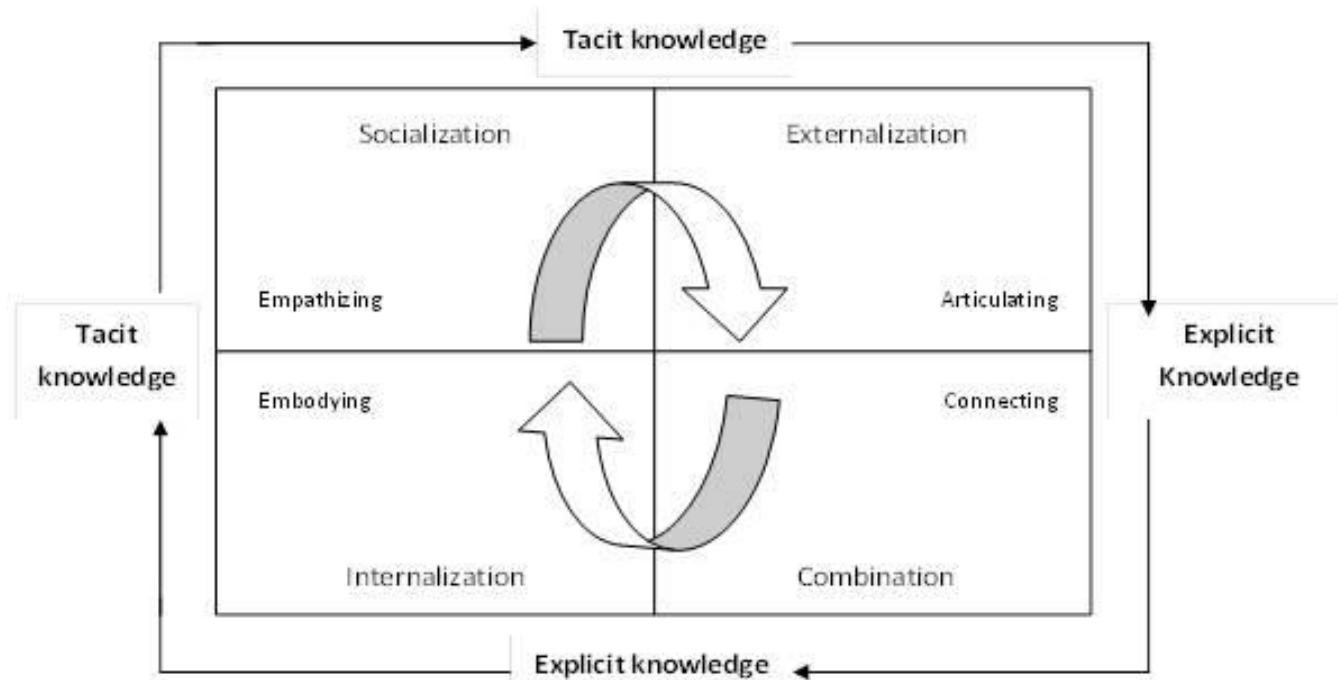 Tacit knowledge
Socialization
Externalization
Empathizing
Articulating
Tacit
knowledge
Explicit
Knowledge
Embodying
Connecting
Internalization
Combination
Explicit knowledge